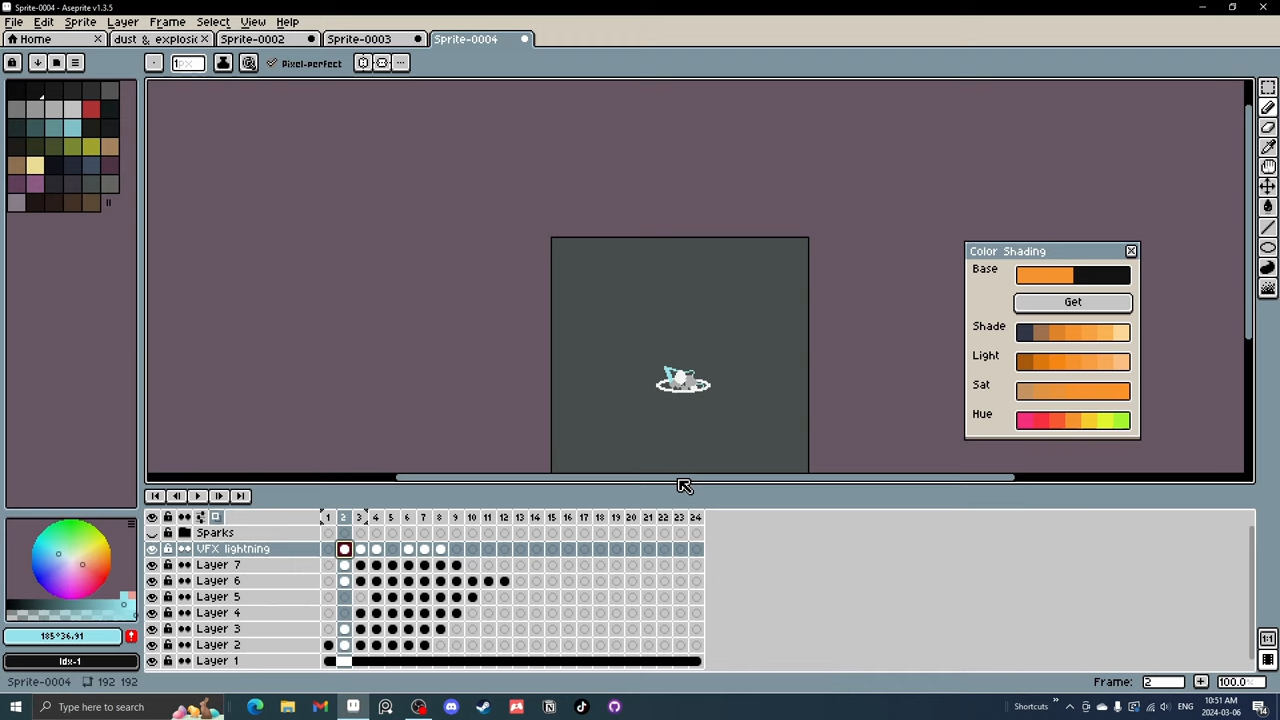 Sprite-0004 - Aseprite v1.3.5
File Edit Sprite Layer Frame Select View Help
Home dust & explosic Sprite-0002 Sprite-0003 Sprite-0004
1px Pixel-perfect
Color Shading
Base
Get
Shade
Light
Sat
Hue
1 2 3 4 5 6 7 8 9 10 11 12 13 14 15 16 17 18 19 20 21 22 23 24
Sparks
VFX lightning
Layer 7
Layer 6
Layer 5
Layer 4
Layer 3
Layer 2
Layer 1
185°36.91
Idx-1
1:1
Sprite-0004 192 192 Frame: 2 100.0
Type here to search Shortcuts ENG 10:51 AM
2024-03-06